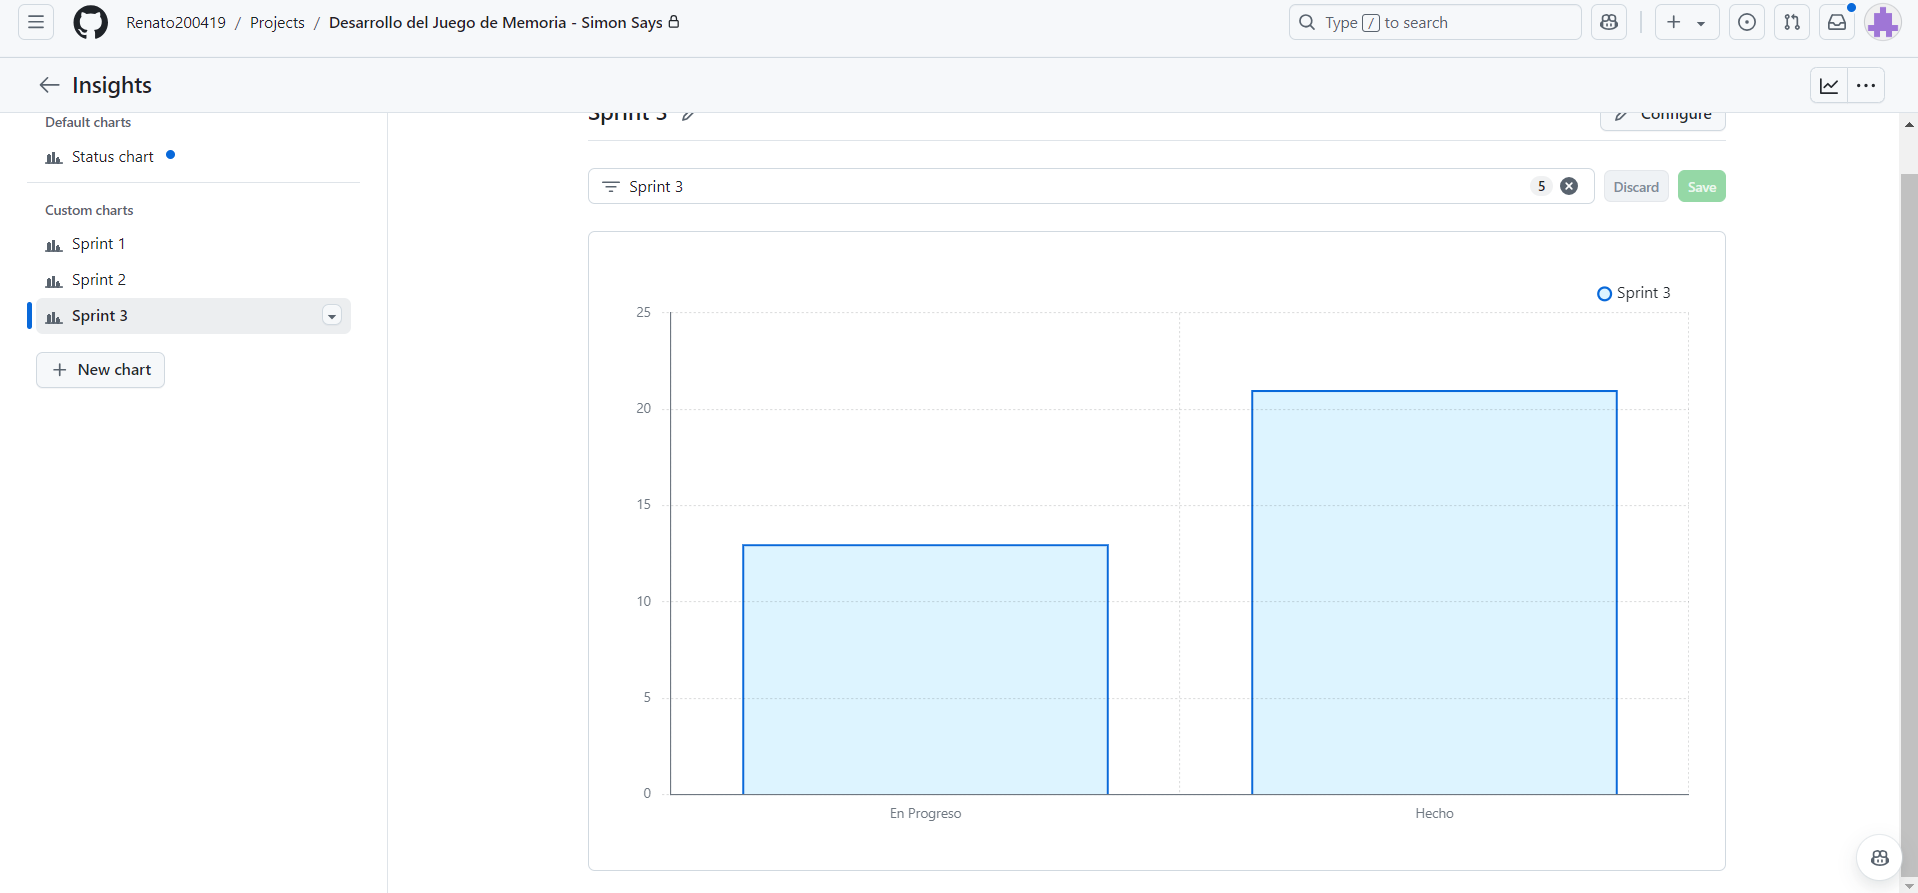 Renato200419 / Projects / Desarrollo del Juego de Memoria - Simon Says
Type / to search
Insights
Default charts
Status chart
Custom charts
Sprint 1
Sprint 2
Sprint 3
New chart
Sprint 3
Configure
Sprint 3
5
Discard
Save
Sprint 3
25
20
15
10
5
0
En Progreso
Hecho